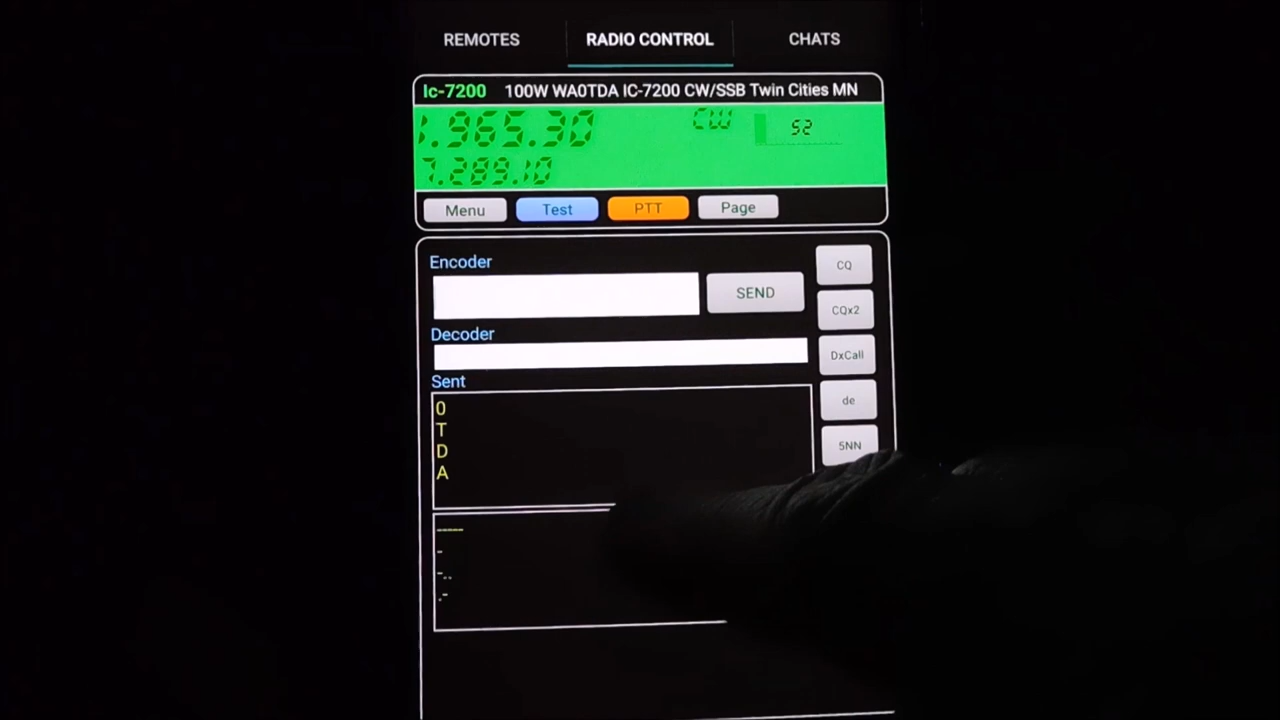 REMOTES RADIO CONTROL CHATS
Ic-7200 100W WA0TDA IC-7200 CW/SSB Twin Cities MN
.965.30 CW S2
7.289.10
Menu Test PTT Page
Encoder
CQ
SEND
CQx2
Decoder
DxCall
Sent
de
0
T
5NN
D
A
-----
-
-..
.-